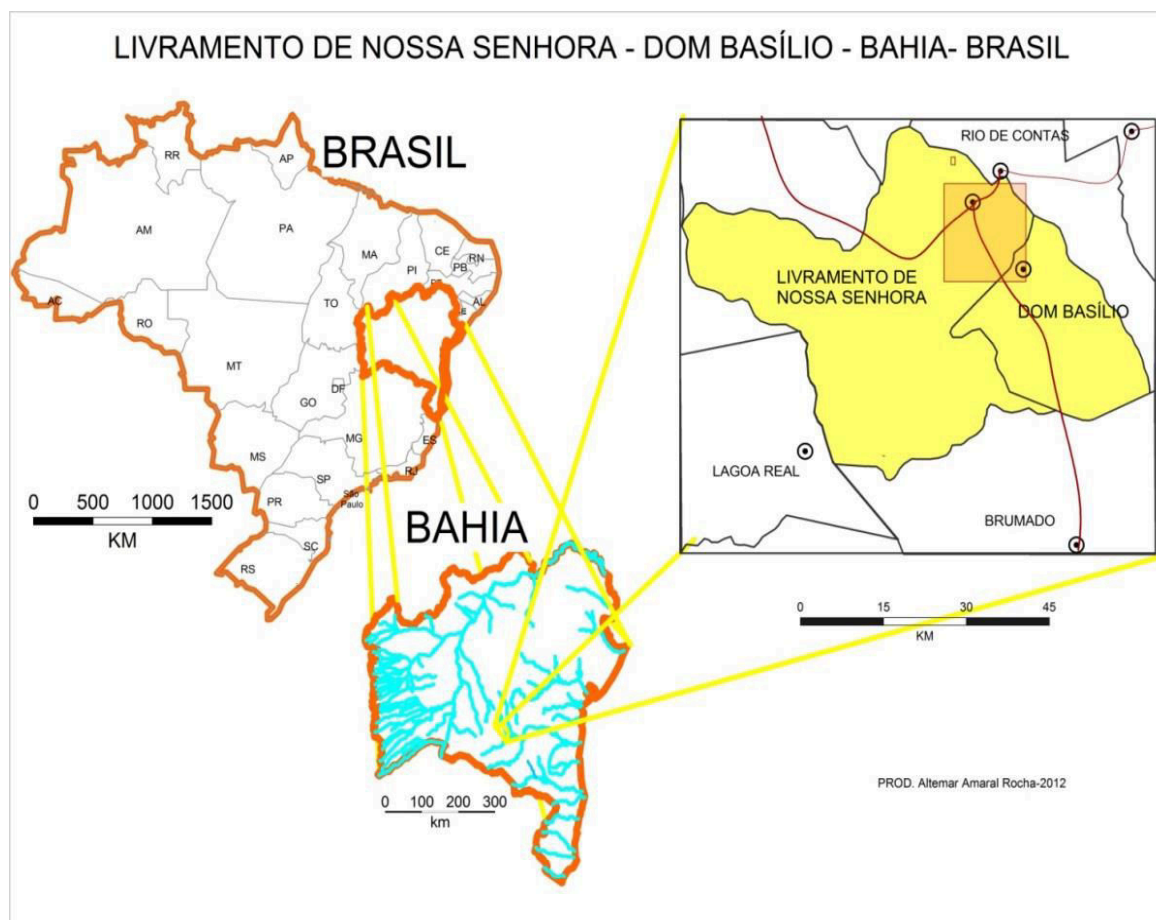 LIVRAMENTO DE NOSSA SENHORA - DOM BASÍLIO - BAHIA- BRASIL
BRASIL
RR
AP
AM
PA
MA
CE
RN
PB
PI
AL
AC
RO
TO
MT
DF
GO
MG
ES
MS
SP
RJ
São
Paulo
PR
SC
RS
0 500 1000 1500
KM
RIO DE CONTAS
LIVRAMENTO DE
NOSSA SENHORA
DOM BASÍLIO
LAGOA REAL
BRUMADO
0 15 30 45
KM
BAHIA
0 100 200 300
km
PROD. Altemar Amaral Rocha-2012